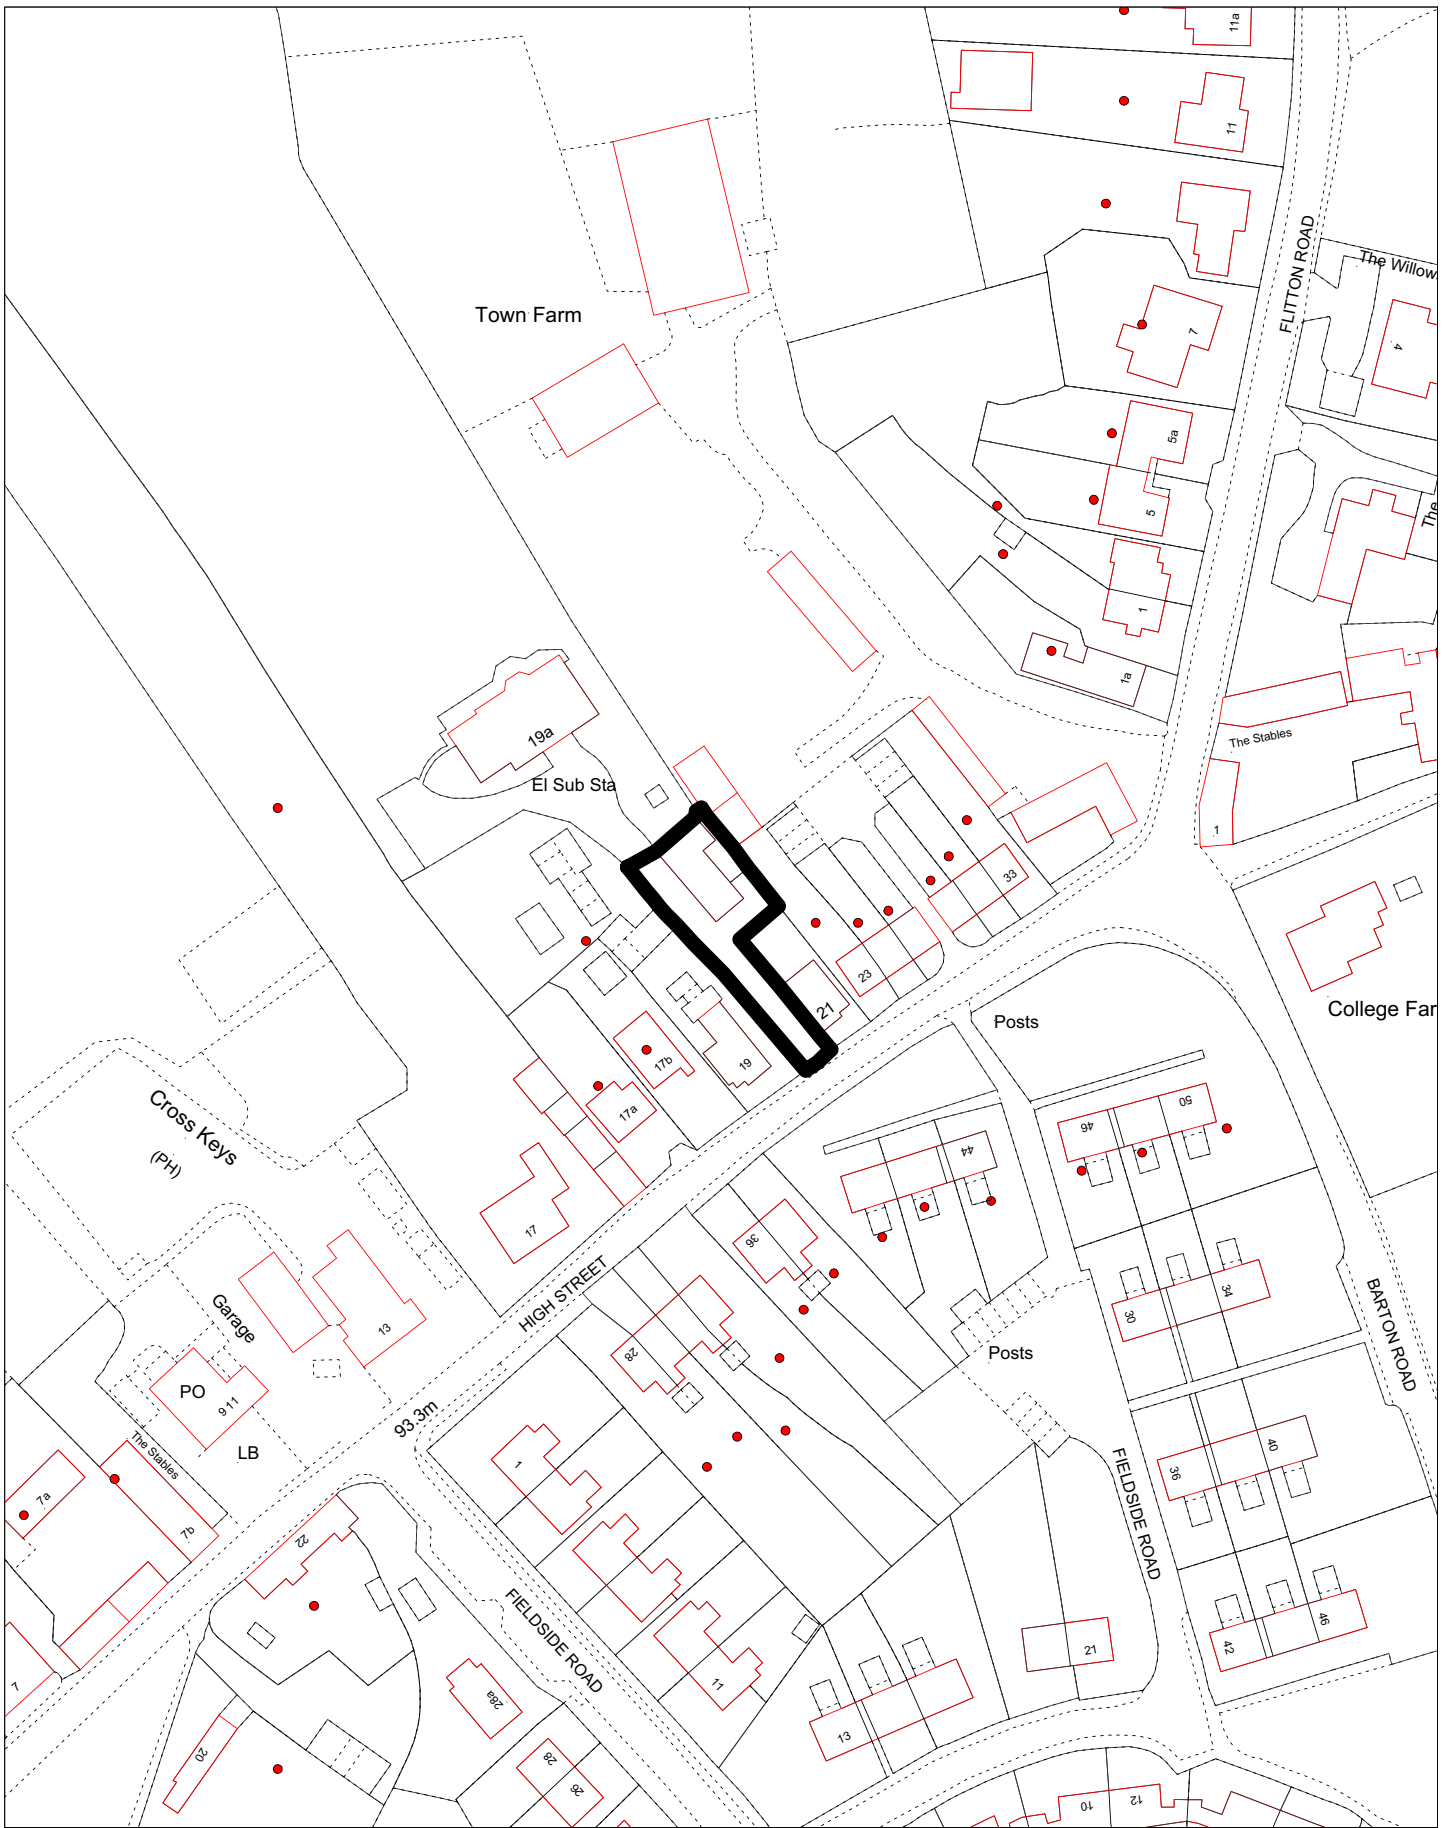 11a
11
FLITTON ROAD
The Willow
Town Farm
7
4
5a
5
The
1
1a
19a
The Stables
El Sub Sta
1
33
23
College Far
21
Posts
17b
19
Cross Keys
(PH)
17a
46
50
44
17
36
HIGH STREET
34
30
Garage
13
28
Posts
BARTON ROAD
PO
9 11
93.3m
The Stables
LB
1
40
36
FIELDSIDE ROAD
7a
7b
22
FIELDSIDE ROAD
46
42
21
11
7
28a
13
20
28
26
10
12